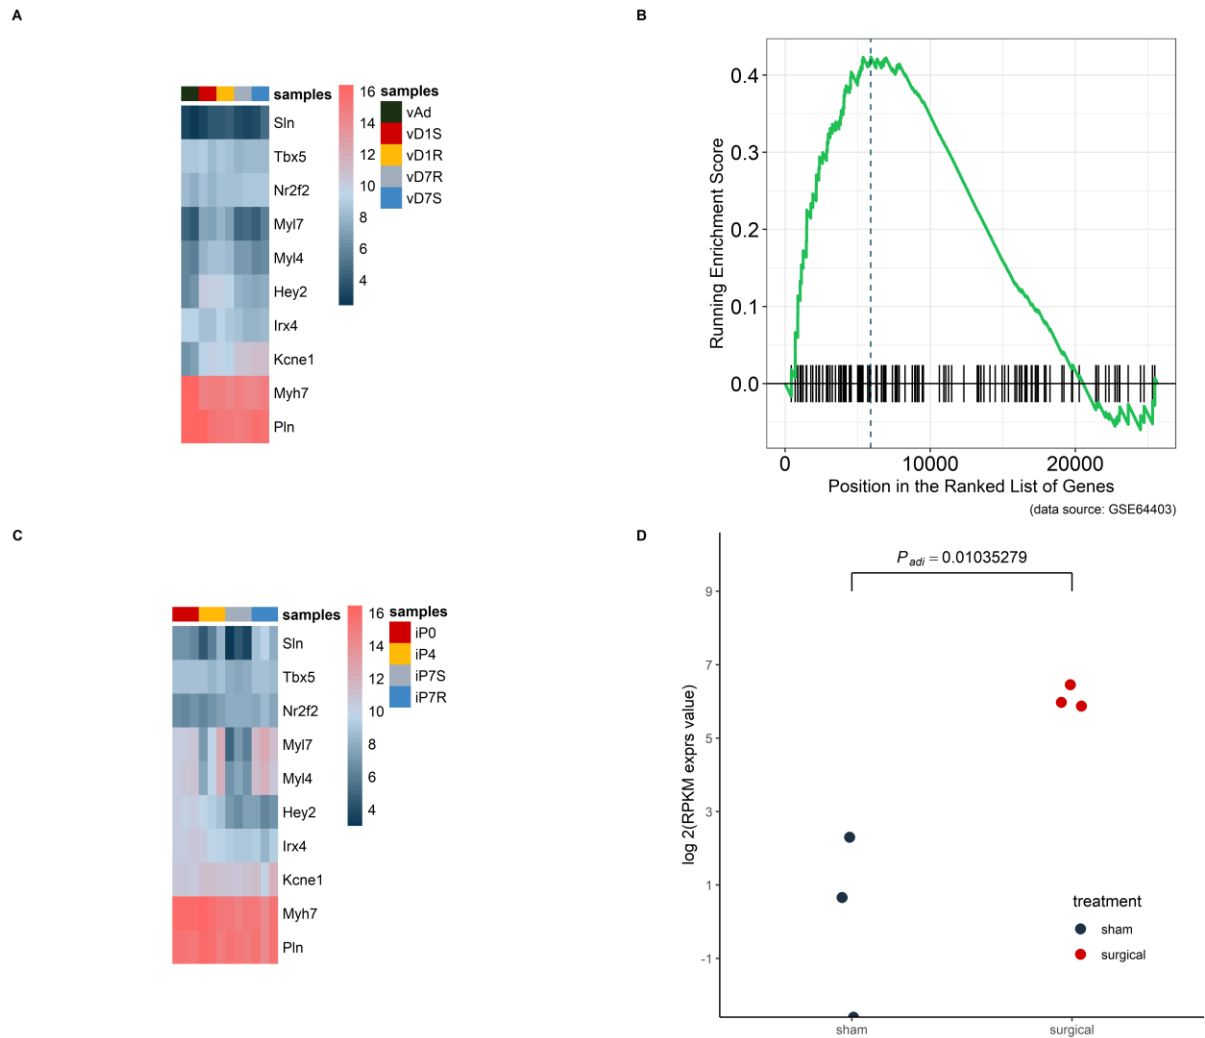 A
samples
Sln
Tbx5
Nr2f2
Myl7
Myl4
Hey2
Irx4
Kcne1
Myh7
Pln
16
14
12
10
8
6
4
samples
vAd
vD1S
vD1R
vD7R
vD7S
B
Running Enrichment Score
0.4
0.3
0.2
0.1
0.0
0 10000 20000
Position in the Ranked List of Genes
(data source: GSE64403)
C
samples
Sln
Tbx5
Nr2f2
Myl7
Myl4
Hey2
Irx4
Kcne1
Myh7
Pln
16
14
12
10
8
6
4
samples
iP0
iP4
iP7S
iP7R
D
P adj = 0.01035279
log 2(RPKM exprs value)
9
7
5
3
1
-1
treatment
sham
surgical
sham surgical